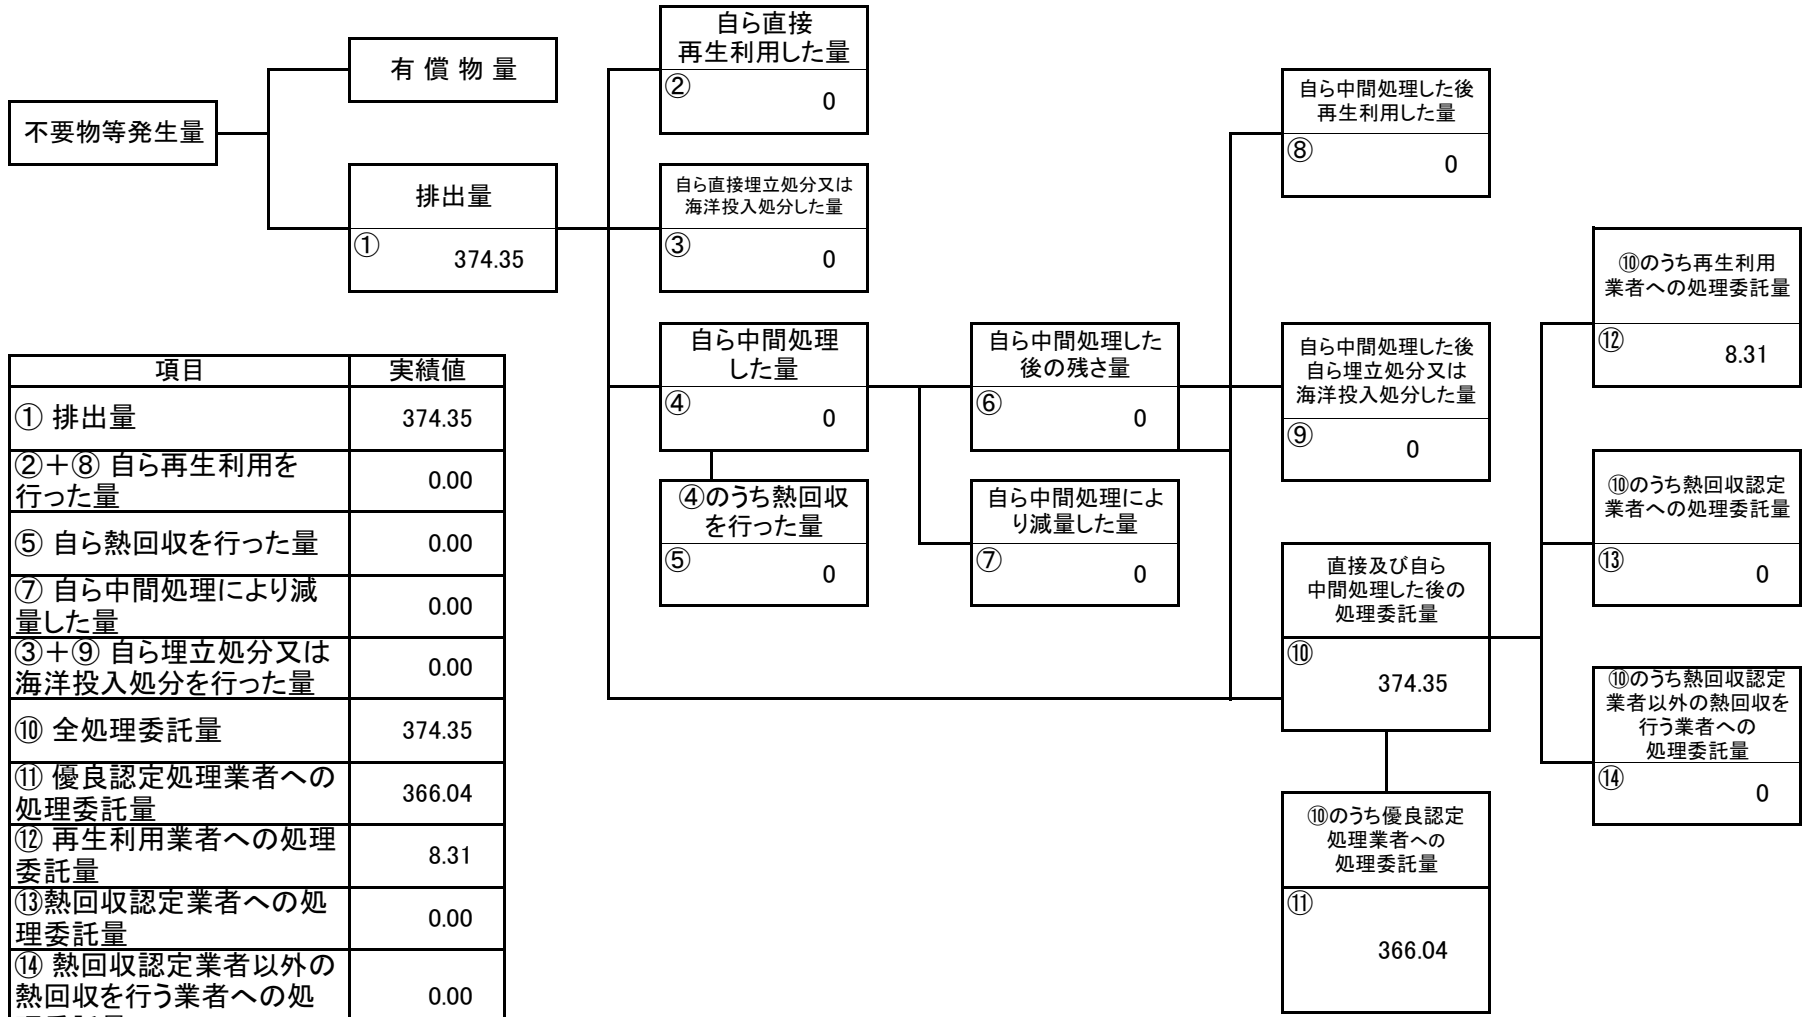 不要物等発生量
有 償 物 量
排出量
①
374.35
自ら直接
再生利用した量
②
0
自ら直接埋立処分又は
海洋投入処分した量
③
0
自ら中間処理
した量
④
0
④のうち熱回収
を行った量
⑤
0
自ら中間処理した
後の残さ量
⑥
0
自ら中間処理によ
り減量した量
⑦
0
自ら中間処理した後
再生利用した量
⑧
0
自ら中間処理した後
自ら埋立処分又は
海洋投入処分した量
⑨
0
直接及び自ら
中間処理した後の
処理委託量
⑩
374.35
⑩のうち優良認定
処理業者への
処理委託量
⑪
366.04
⑩のうち再生利用
業者への処理委託量
⑫
8.31
⑩のうち熱回収認定
業者への処理委託量
⑬
0
⑩のうち熱回収認定
業者以外の熱回収を
行う業者への
処理委託量
⑭
0
項目 実績値
① 排出量 374.35
②＋⑧ 自ら再生利用を
行った量 0.00
⑤ 自ら熱回収を行った量 0.00
⑦ 自ら中間処理により減
量した量 0.00
③＋⑨ 自ら埋立処分又は
海洋投入処分を行った量 0.00
⑩ 全処理委託量 374.35
⑪ 優良認定処理業者への
処理委託量 366.04
⑫ 再生利用業者への処理
委託量 8.31
⑬熱回収認定業者への処
理委託量 0.00
⑭ 熱回収認定業者以外の
熱回収を行う業者への処 0.00